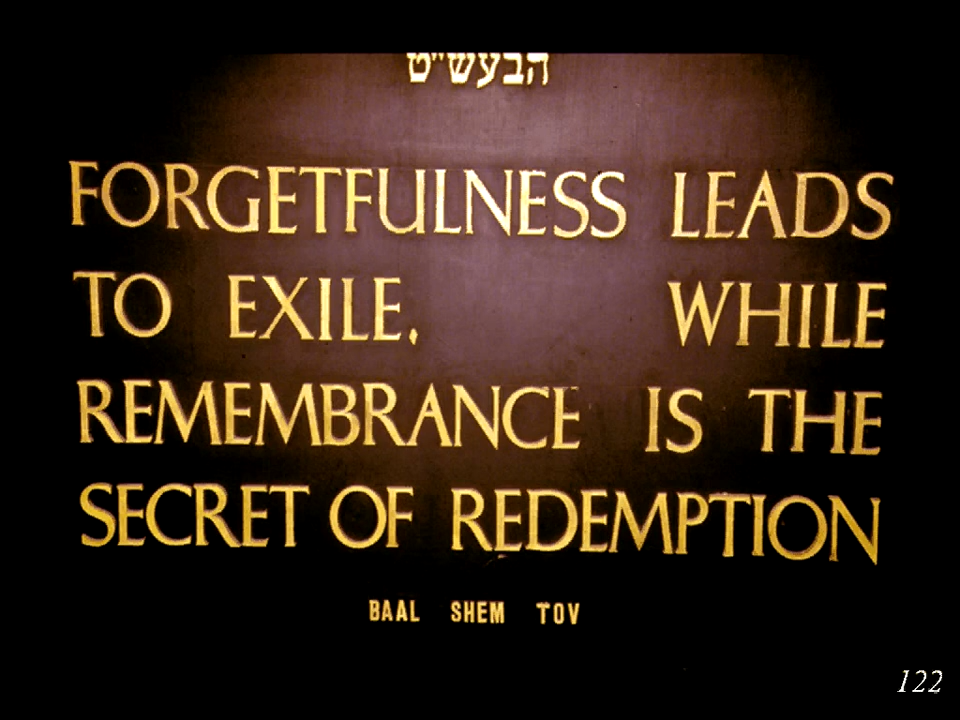 הבעש"ט
FORGETFULNESS LEADS
TO EXILE. WHILE
REMEMBRANCE IS THE
SECRET OF REDEMPTION
BAAL SHEM TOV
122